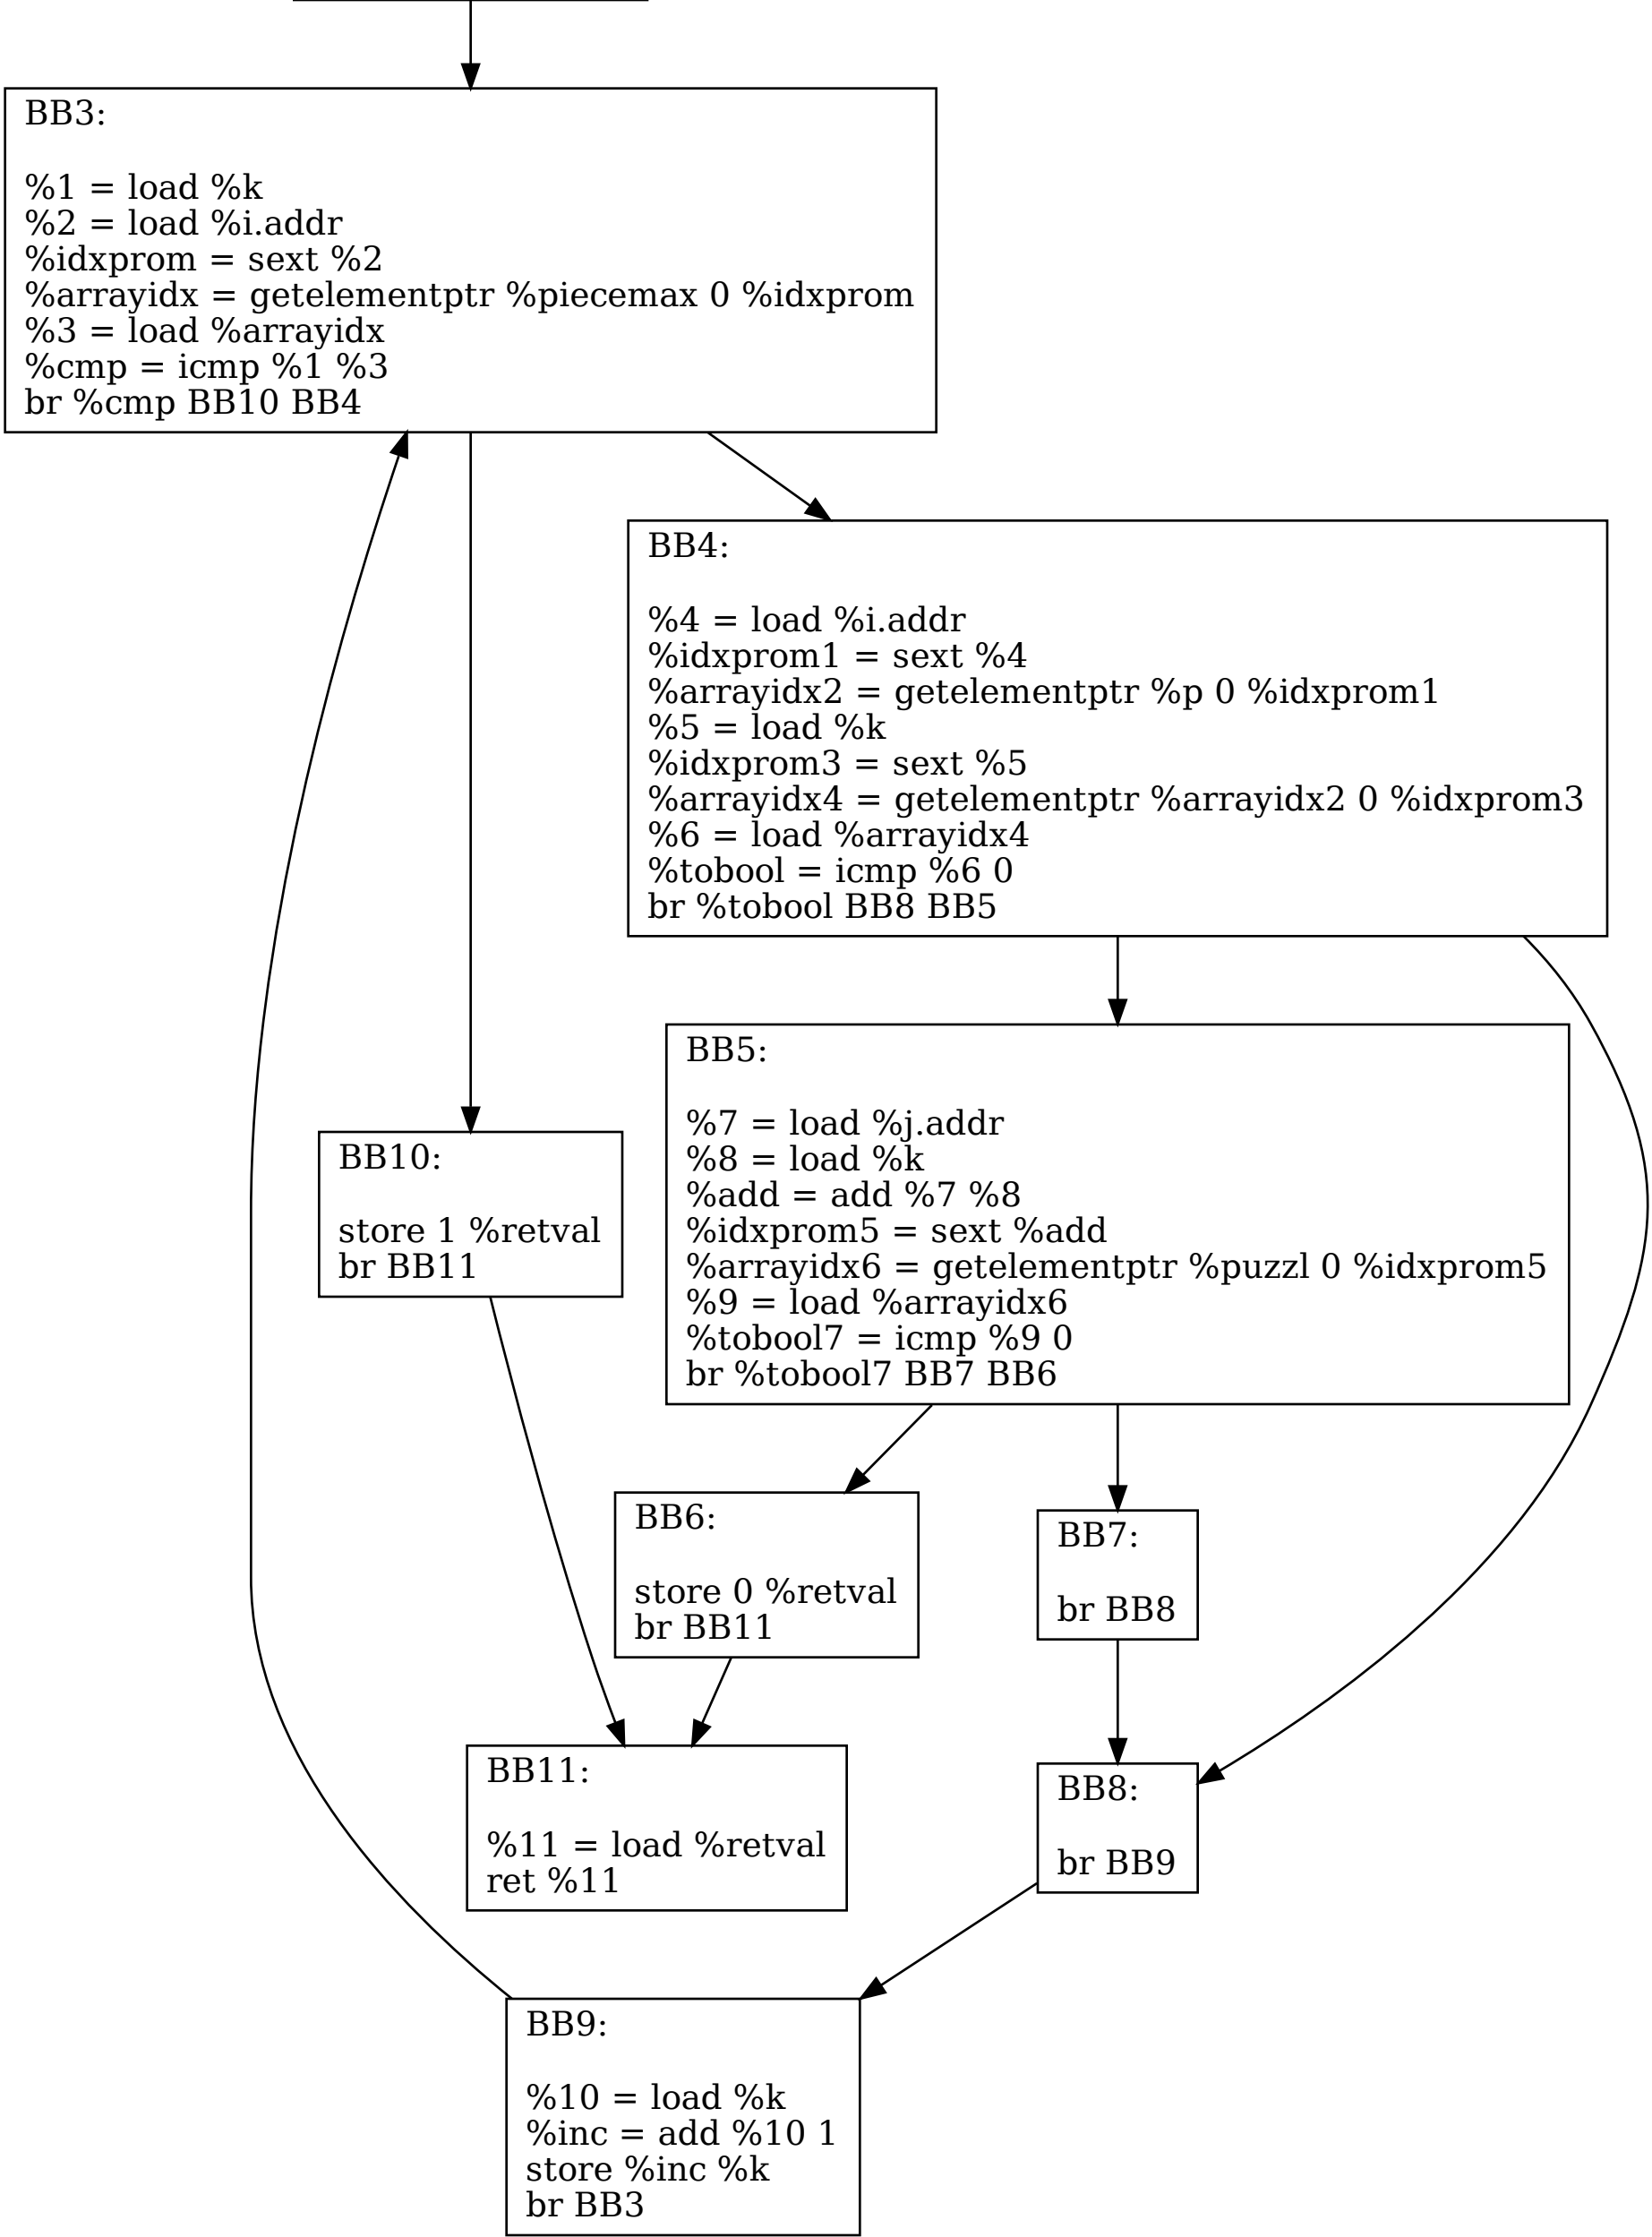 BB3:
%1 = load %k
%2 = load %i.addr
%idxprom = sext %2
%arrayidx = getelementptr %piecemax 0 %idxprom
%3 = load %arrayidx
%cmp = icmp %1 %3
br %cmp BB10 BB4
BB4:
%4 = load %i.addr
%idxprom1 = sext %4
%arrayidx2 = getelementptr %p 0 %idxprom1
%5 = load %k
%idxprom3 = sext %5
%arrayidx4 = getelementptr %arrayidx2 0 %idxprom3
%6 = load %arrayidx4
%tobool = icmp %6 0
br %tobool BB8 BB5
BB5:
%7 = load %j.addr
%8 = load %k
%add = add %7 %8
%idxprom5 = sext %add
%arrayidx6 = getelementptr %puzzl 0 %idxprom5
%9 = load %arrayidx6
%tobool7 = icmp %9 0
br %tobool7 BB7 BB6
BB10:
store 1 %retval
br BB11
BB6:
store 0 %retval
br BB11
BB7:
br BB8
BB11:
%11 = load %retval
ret %11
BB8:
br BB9
BB9:
%10 = load %k
%inc = add %10 1
store %inc %k
br BB3